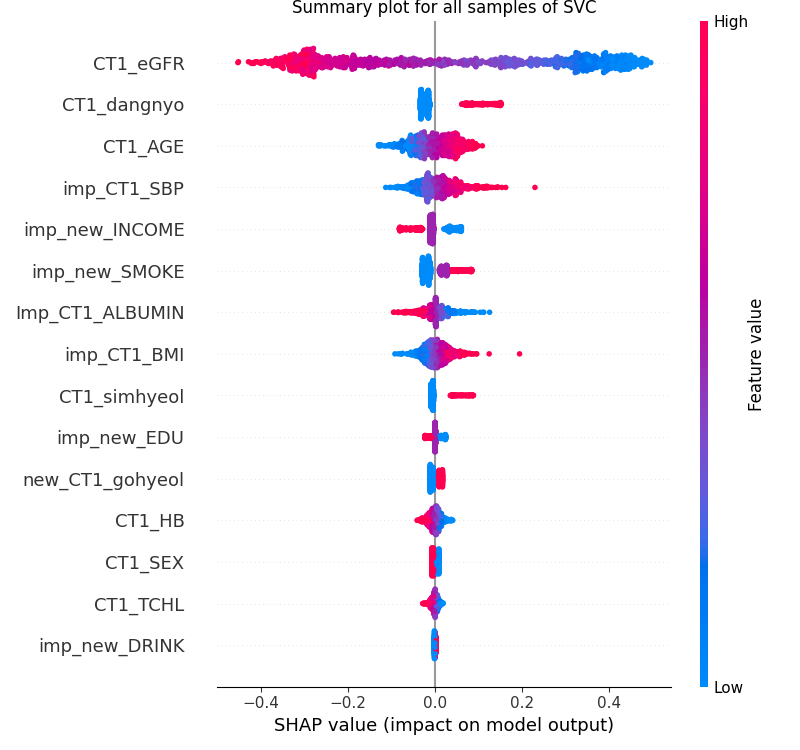 Summary plot for all samples of SVC
High
CT1_eGFR
CT1_dangnyo
CT1_AGE
imp_CT1_SBP
imp_new_INCOME
imp_new_SMOKE
Imp_CT1_ALBUMIN
imp_CT1_BMI
CT1_simhyeol
imp_new_EDU
new_CT1_gohyeol
CT1_HB
CT1_SEX
CT1_TCHL
imp_new_DRINK
Feature value
Low
−0.4 −0.2 0.0 0.2 0.4
SHAP value (impact on model output)